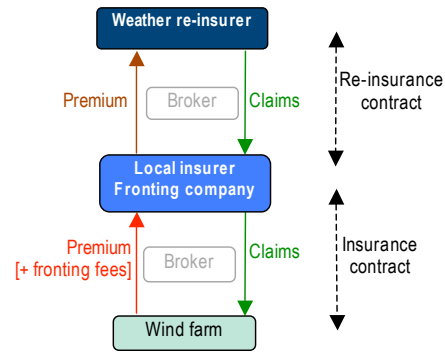 Weather re-insurer
Premium
Broker
Claims
Re-insurance
contract
Local insurer
Fronting company
Premium
[+ fronting fees]
Broker
Claims
Insurance
contract
Wind farm